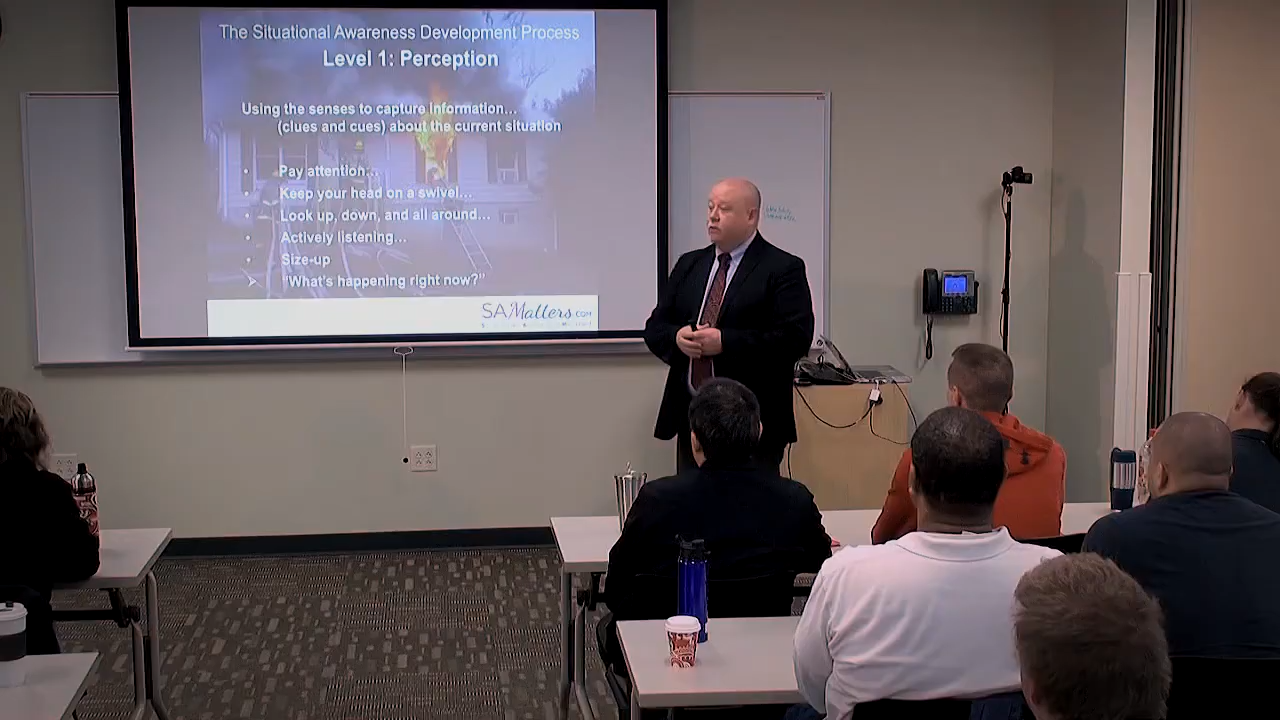 The Situational Awareness Development Process
Level 1: Perception
Using the senses to capture information…
(clues and cues) about the current situation
• Pay attention…
• Keep your head on a swivel…
• Look up, down, and all around…
• Actively listening…
• Size-up
➢ "What's happening right now?"
SAMatters.COM